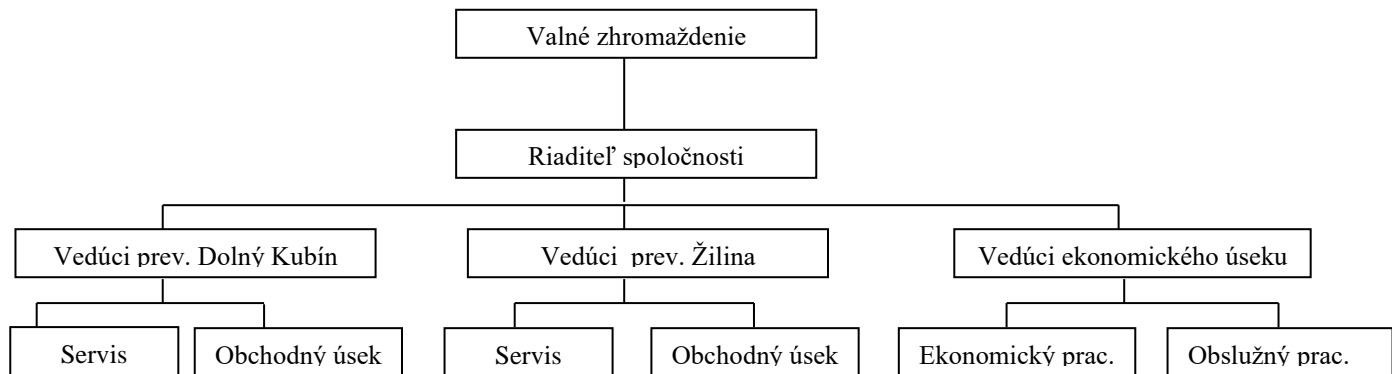 Valné zhromaždenie
Riaditeľ spoločnosti
Vedúci prev. Dolný Kubín
Vedúci prev. Žilina
Vedúci ekonomického úseku
Servis
Obchodný úsek
Servis
Obchodný úsek
Ekonomický prac.
Obslužný prac.